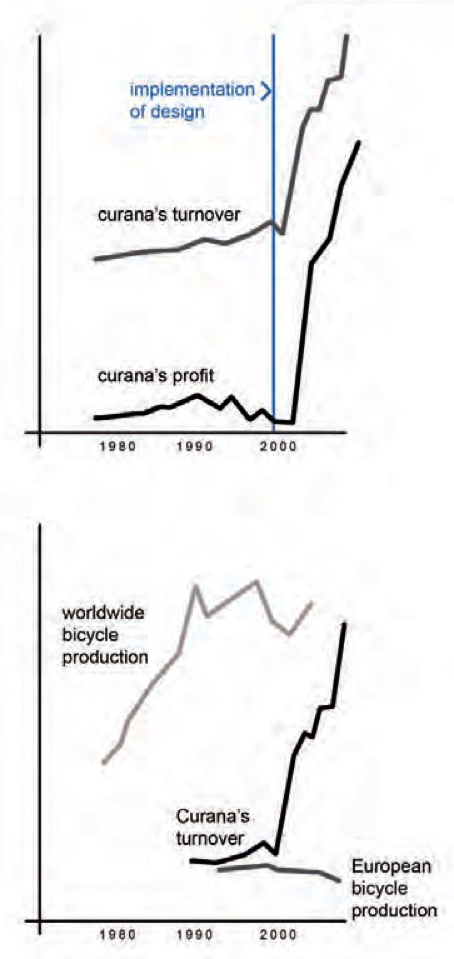 implementation
of design
curana's turnover
curana's profit
1980 1990 2000
worldwide
bicycle
production
Curana's
turnover
European
bicycle
production
1980 1990 2000